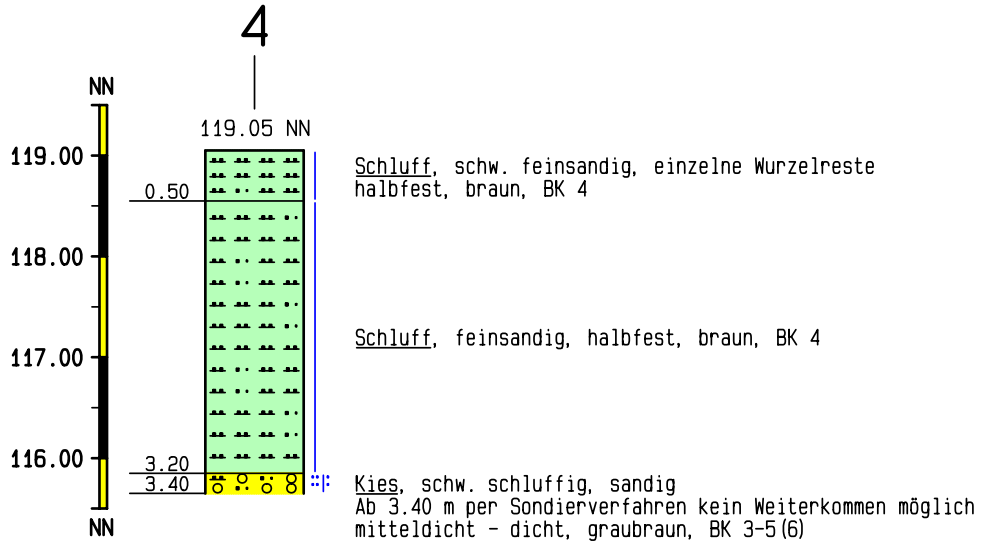 4
NN
119.05 NN
119.00
Schluff, schw. feinsandig, einzelne Wurzelreste
0.50
halbfest, braun, BK 4
118.00
Schluff, feinsandig, halbfest, braun, BK 4
117.00
116.00
3.20
3.40
Kies, schw. schluffig, sandig
Ab 3.40 m per Sondierverfahren kein Weiterkommen möglich
mitteldicht - dicht, graubraun, BK 3-5(6)
NN